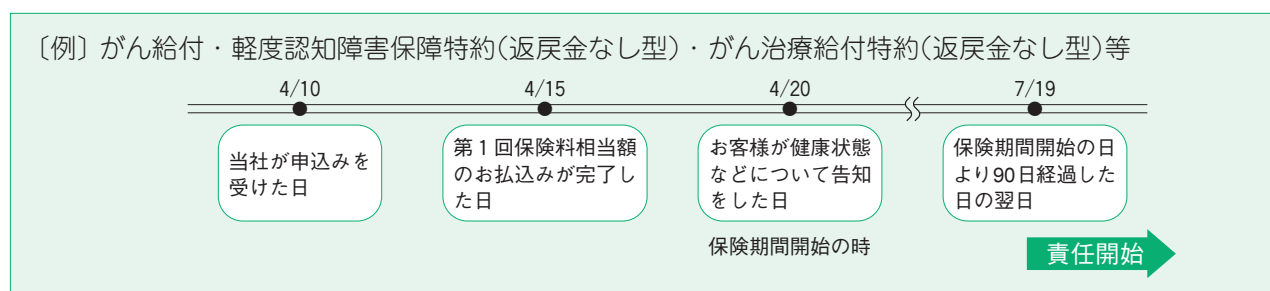 〔例〕がん給付・軽度認知障害保障特約(返戻金なし型)・がん治療給付特約(返戻金なし型)等
4/10
4/15
4/20
7/19
当社が申込みを
受けた日
第1回保険料相当額
のお払込みが完了し
た日
お客様が健康状態
などについて告知
をした日
保険期間開始の日
より90日経過した
日の翌日
保険期間開始の時
責任開始